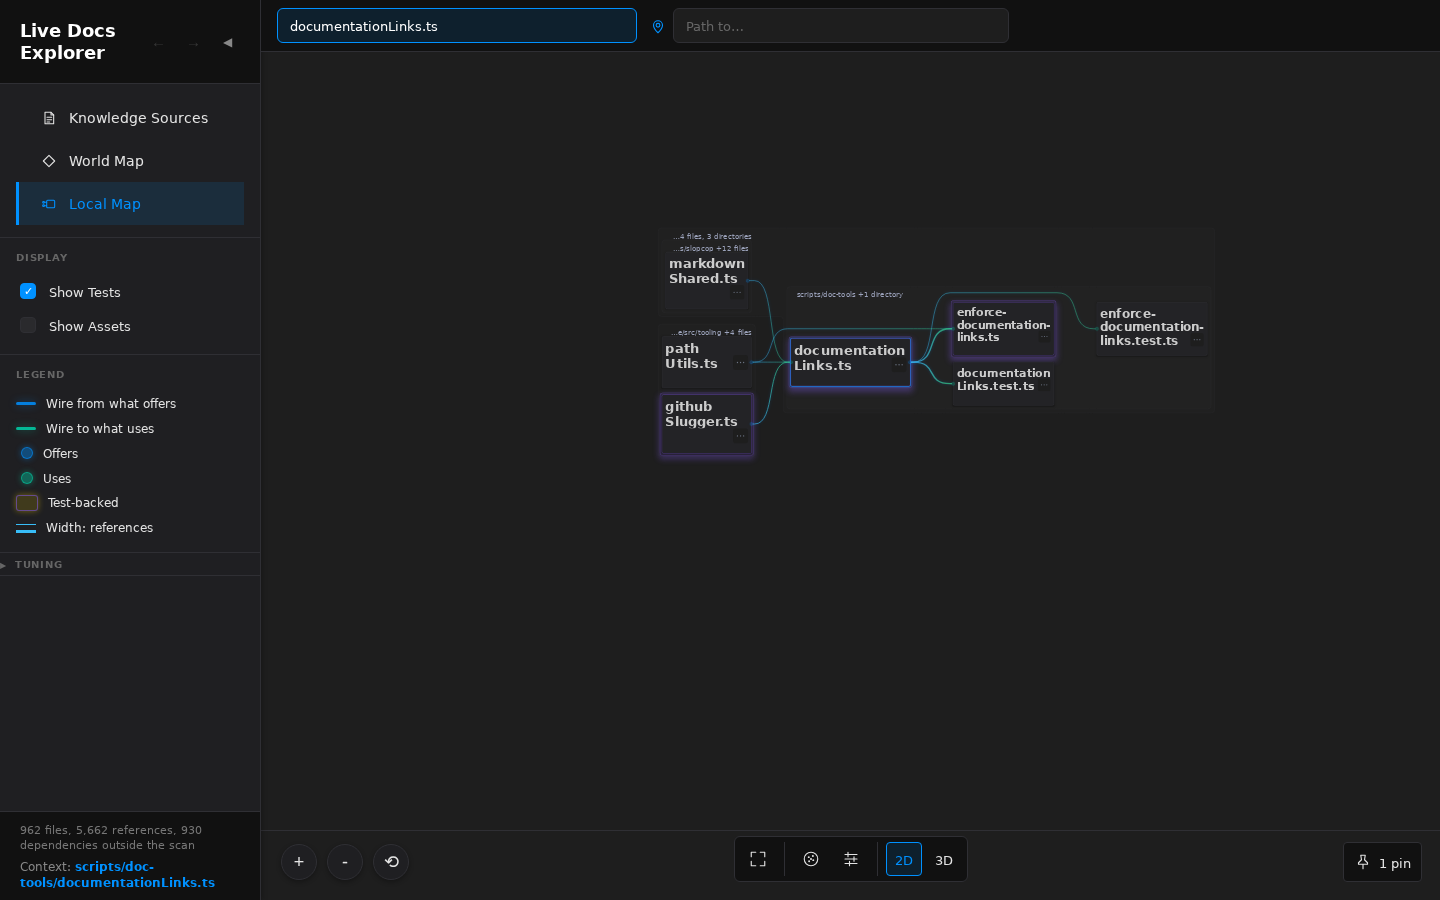 Live Docs
Explorer
documentationLinks.ts
Path to...
Knowledge Sources
World Map
Local Map
DISPLAY
Show Tests
Show Assets
LEGEND
Wire from what offers
Wire to what uses
Offers
Uses
Test-backed
Width: references
TUNING
962 files, 5,662 references, 930
dependencies outside the scan
Context: scripts/doc-
tools/documentationLinks.ts
...4 files, 3 directories
...s/slopcop +12 files
markdown
Shared.ts
...e/src/tooling +4 files
path
Utils.ts
github
Slugger.ts
scripts/doc-tools +1 directory
documentation
Links.ts
enforce-
documentation-
links.ts
documentation
Links.test.ts
enforce-
documentation-
links.test.ts
+
-
2D
3D
1 pin